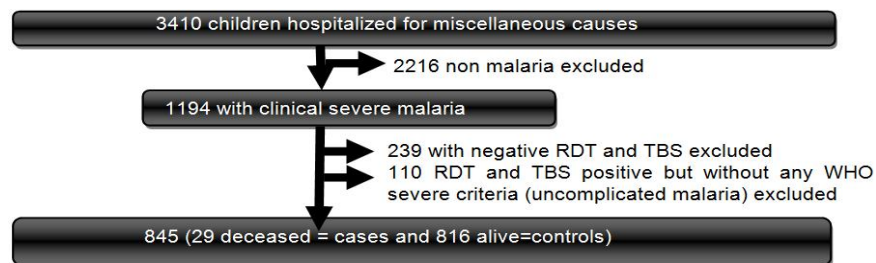 3410 children hospitalized for miscellaneous causes
2216 non malaria excluded
1194 with clinical severe malaria
239 with negative RDT and TBS excluded
110 RDT and TBS positive but without any WHO
severe criteria (uncomplicated malaria) excluded
845 (29 deceased = cases and 816 alive=controls)